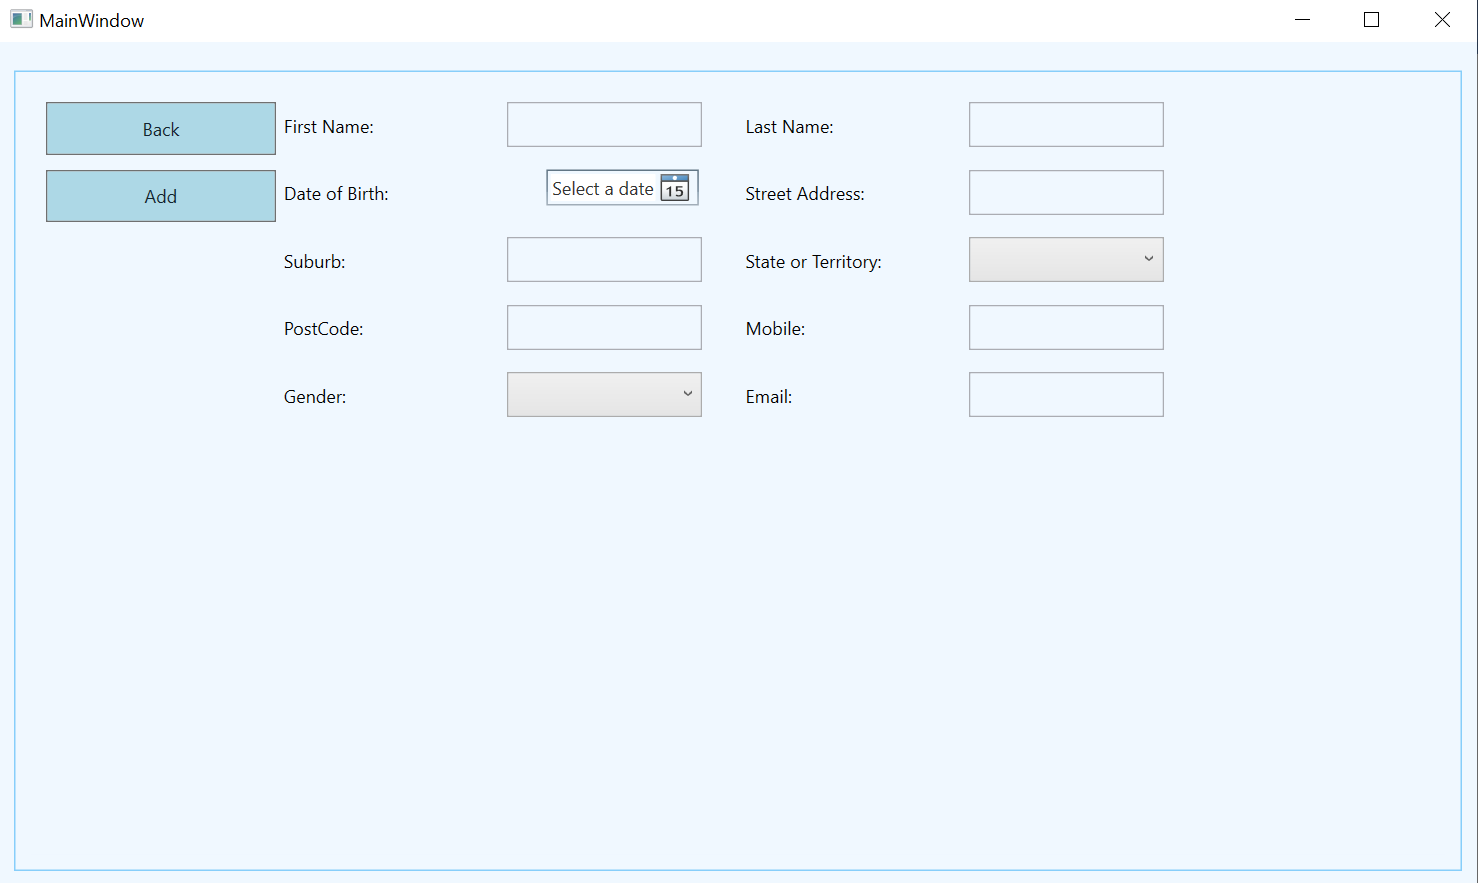 MainWindow
Back First Name: Last Name:
Add Date of Birth: Select a date 15 Street Address:
Suburb: State or Territory:
PostCode: Mobile:
Gender: Email: